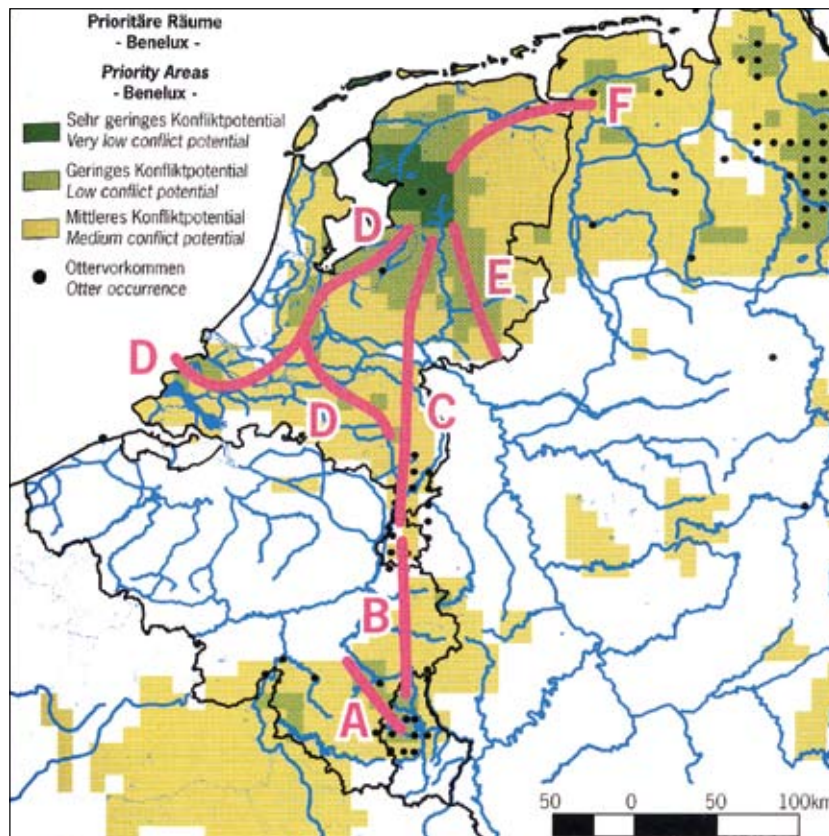 Prioritäre Räume
- Benelux -
Priority Areas
- Benelux -
Sehr geringes Konfliktpotential
Very low conflict potential
Geringes Konfliktpotential
Low conflict potential
Mittleres Konfliktpotential
Medium conflict potential
Ottervorkommen
Otter occurrence
F
D
E
D
D
C
B
A
50 0 50 100km